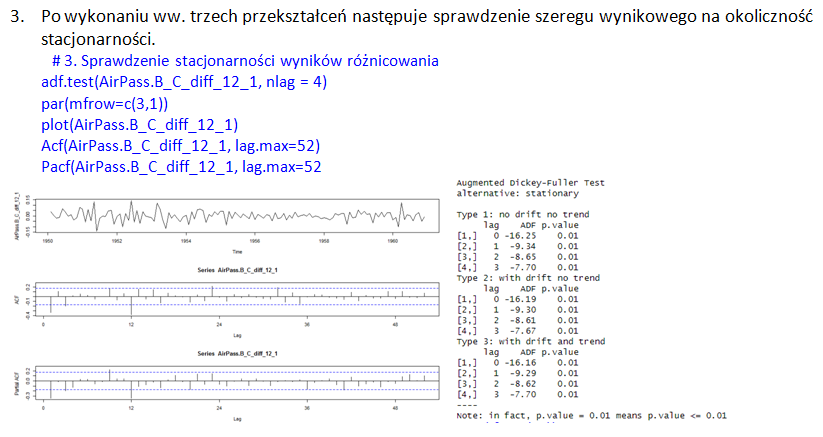 3. Po wykonaniu ww. trzech przekształceń następuje sprawdzenie szeregu wynikowego na okoliczność
stacjonarności.
# 3. Sprawdzenie stacjonarności wyników różnicowania
adf.test(AirPass.B_C_diff_12_1, nlag = 4)
par(mfrow=c(3,1))
plot(AirPass.B_C_diff_12_1)
Acf(AirPass.B_C_diff_12_1, lag.max=52)
Pacf(AirPass.B_C_diff_12_1, lag.max=52
1950 1952 1954 1956 1958 1960
Time
Series AirPass.B_C_diff_12_1
ACF
0 12 24 36 48
Lag
Series AirPass.B_C_diff_12_1
Partial ACF
0 12 24 36 48
Lag
Augmented Dickey-Fuller Test
alternative: stationary
Type 1: no drift no trend
lag ADF p.value
[1,] 0 -16.25 0.01
[2,] 1 -9.34 0.01
[3,] 2 -8.65 0.01
[4,] 3 -7.70 0.01
Type 2: with drift no trend
lag ADF p.value
[1,] 0 -16.19 0.01
[2,] 1 -9.30 0.01
[3,] 2 -8.61 0.01
[4,] 3 -7.67 0.01
Type 3: with drift and trend
lag ADF p.value
[1,] 0 -16.16 0.01
[2,] 1 -9.29 0.01
[3,] 2 -8.62 0.01
[4,] 3 -7.70 0.01
----
Note: in fact, p.value = 0.01 means p.value <= 0.01